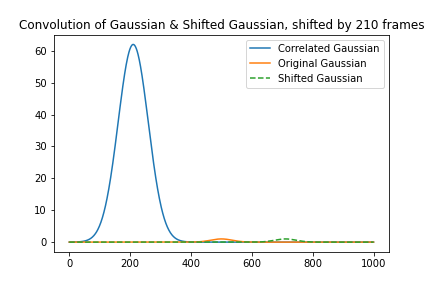 Convolution of Gaussian & Shifted Gaussian, shifted by 210 frames
Correlated Gaussian
Original Gaussian
Shifted Gaussian
60
50
40
30
20
10
0
0 200 400 600 800 1000